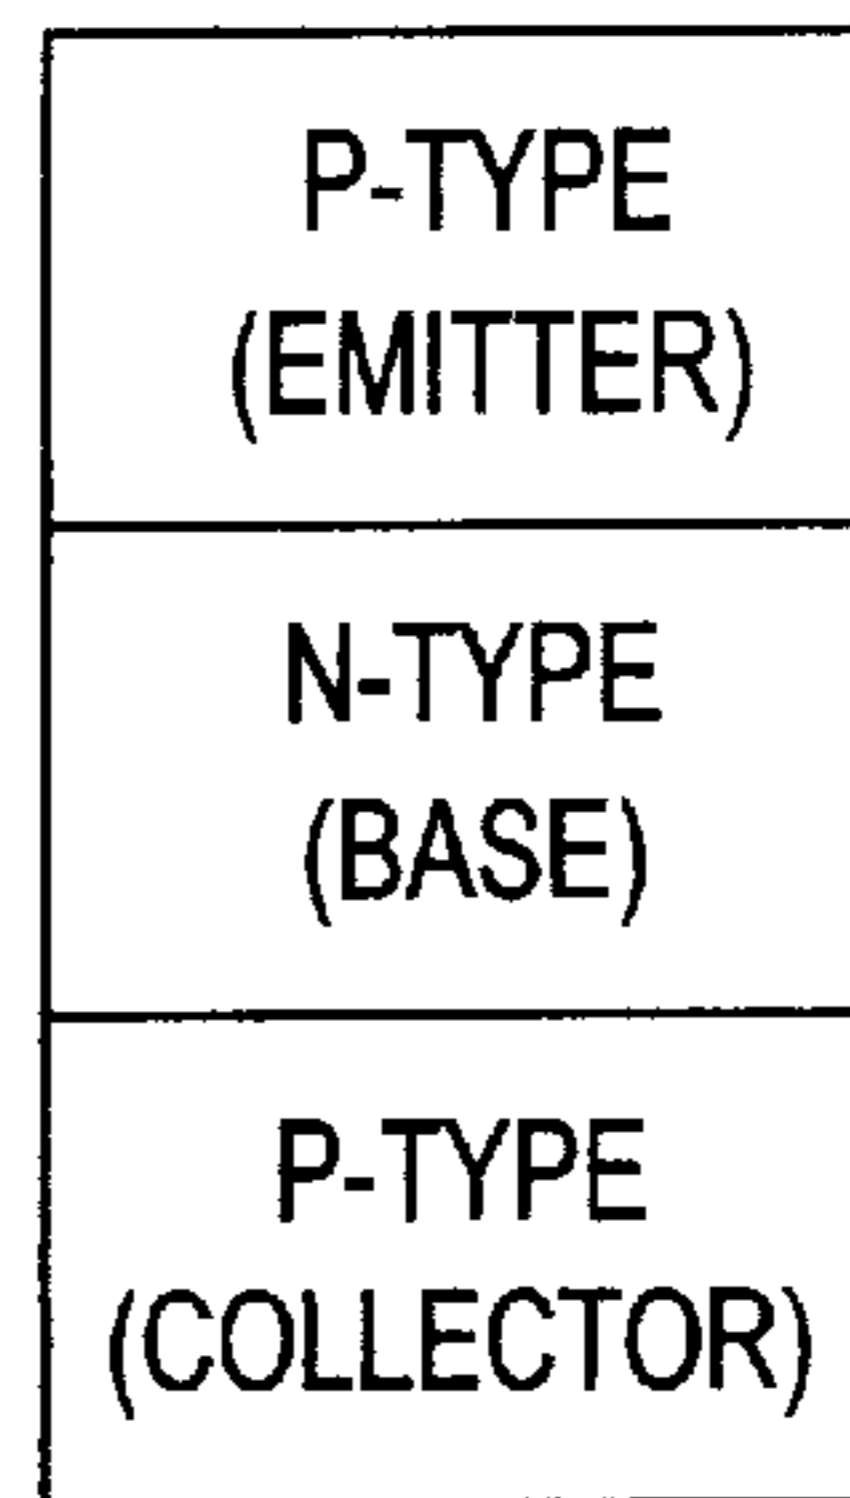 P-TYPE
(EMITTER)
N-TYPE
(BASE)
P-TYPE
(COLLECTOR)